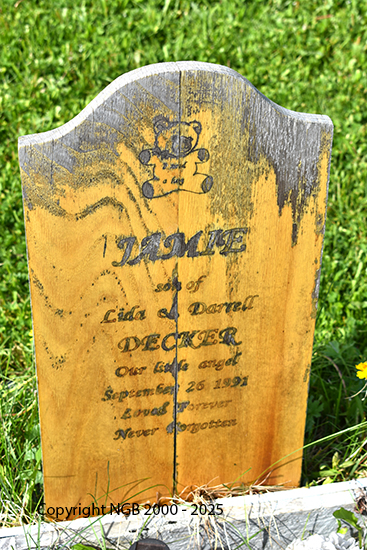 JAMIE
son of
Lida & Darrell
DECKER
Our little angel
September 26 1991
Loved Forever
Never Forgotten
Copyright NGB 2000 - 2025